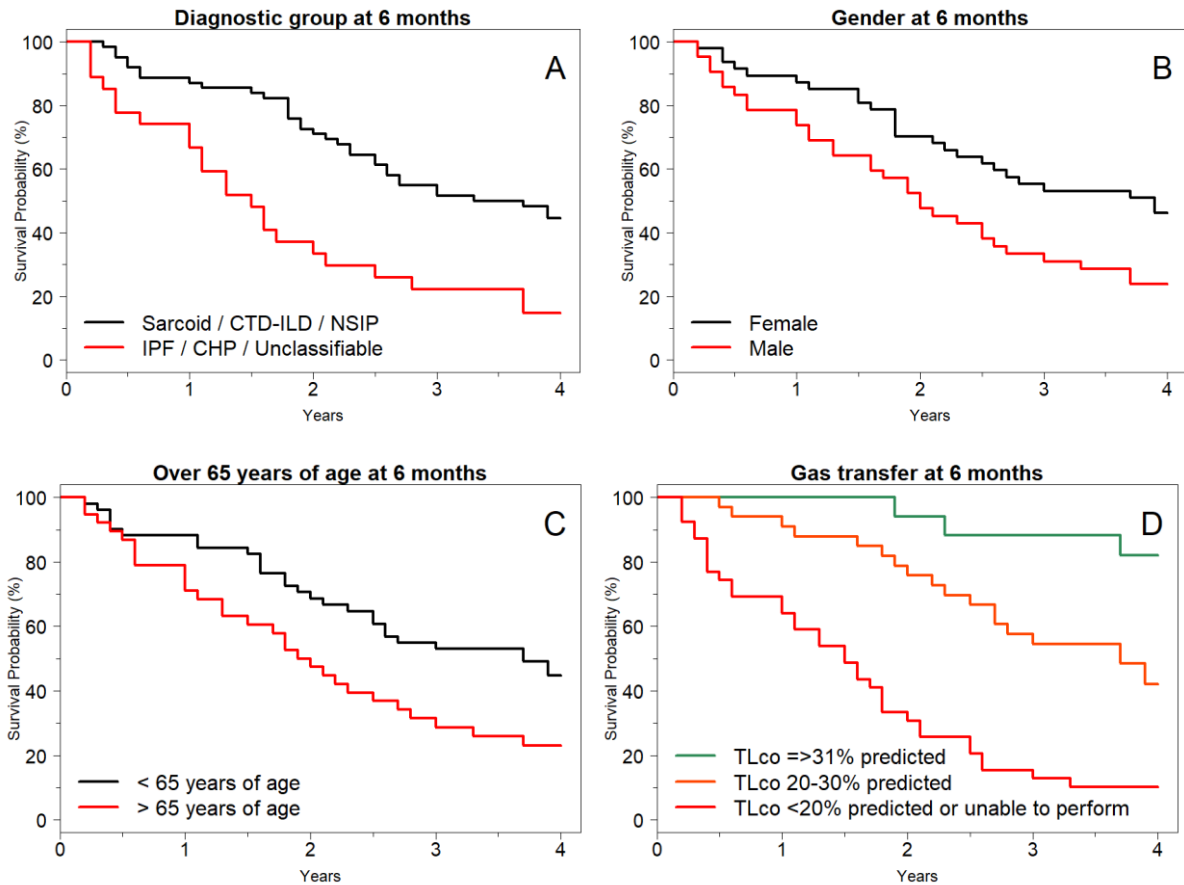 Diagnostic group at 6 months
A
Survival Probability (%)
100
80
60
40
20
0
Sarcoid / CTD-ILD / NSIP
IPF / CHP / Unclassifiable
0 1 2 3 4
Years
Gender at 6 months
B
Survival Probability (%)
100
80
60
40
20
0
Female
Male
0 1 2 3 4
Years
Over 65 years of age at 6 months
C
Survival Probability (%)
100
80
60
40
20
0
< 65 years of age
> 65 years of age
0 1 2 3 4
Years
Gas transfer at 6 months
D
Survival Probability (%)
100
80
60
40
20
0
TLco =>31% predicted
TLco 20-30% predicted
TLco <20% predicted or unable to perform
0 1 2 3 4
Years